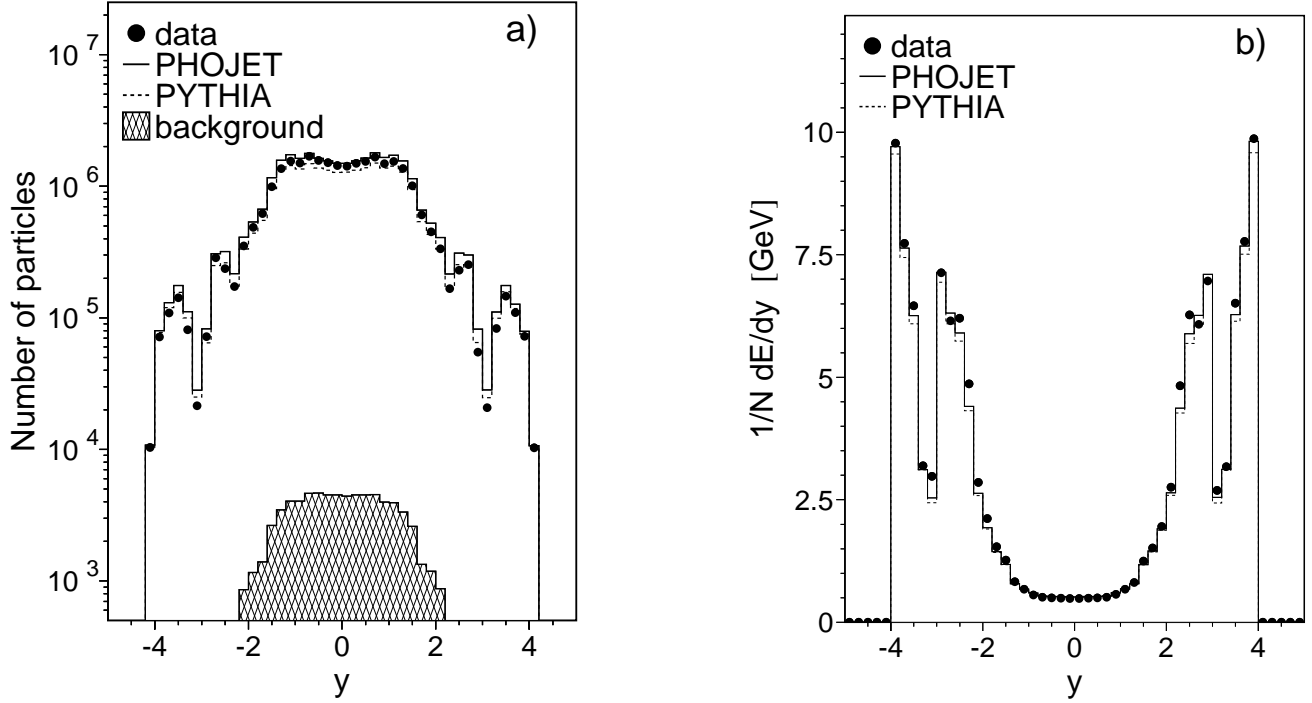 a)
data
PHOJET
PYTHIA
background
Number of particles
10 7
10 6
10 5
10 4
10 3
-4 -2 0 2 4
y
b)
data
PHOJET
PYTHIA
1/N dE/dy [GeV]
10
7.5
5
2.5
0
-4 -2 0 2 4
y